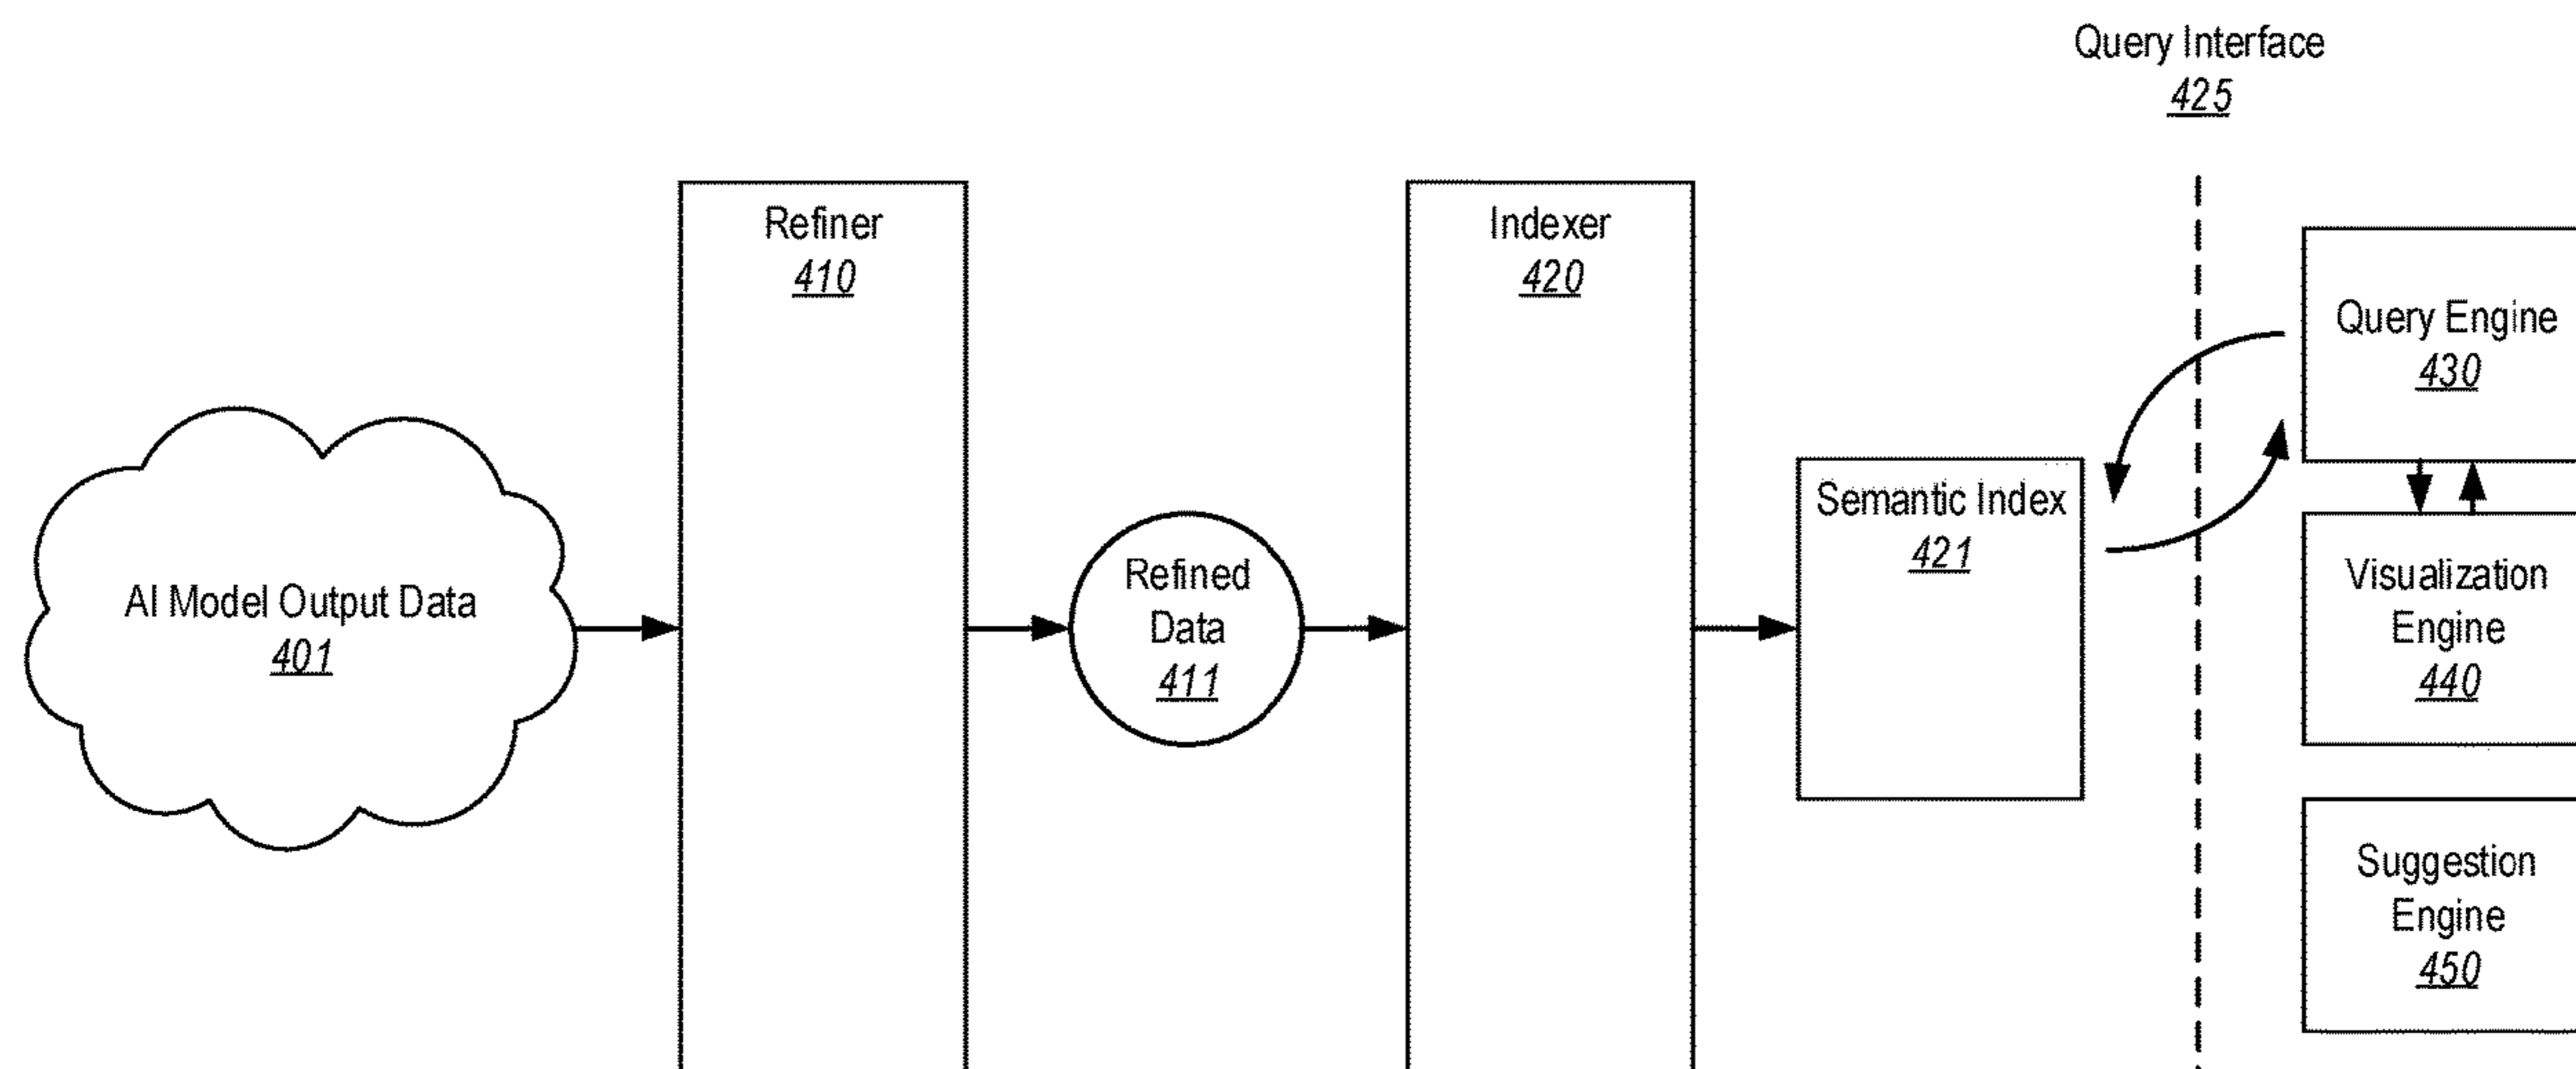 Query Interface
425
Refiner
410
Indexer
420
Query Engine
430
Semantic Index
421
AI Model Output Data
401
Refined
Data
411
Visualization
Engine
440
Suggestion
Engine
450